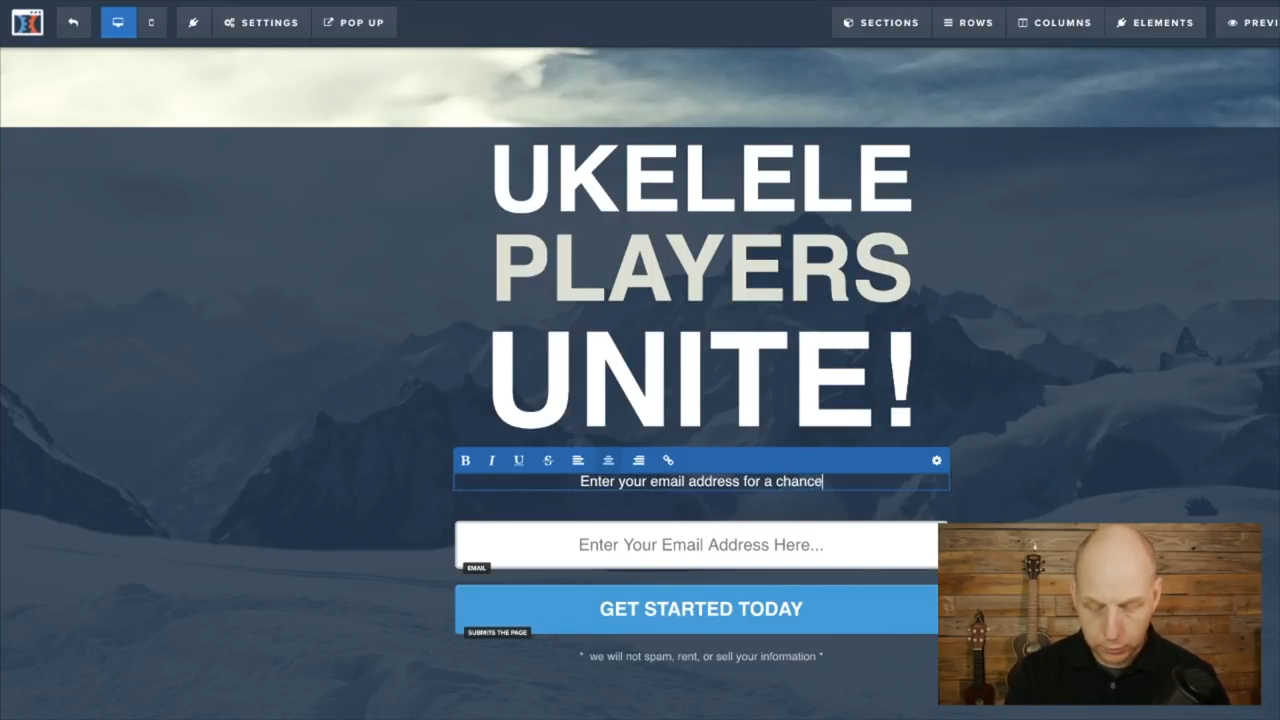 SETTINGS POP UP SECTIONS ROWS COLUMNS ELEMENTS PREVI
UKELELE
PLAYERS
UNITE!
B I U S
Enter your email address for a chance
Enter Your Email Address Here...
EMAIL
GET STARTED TODAY
SUBMITS THE PAGE
* we will not spam, rent, or sell your information *